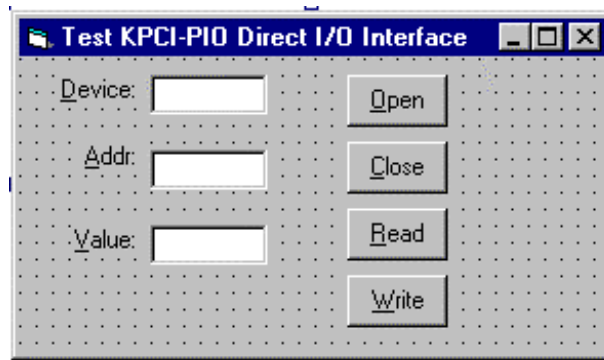 Test KPCI-PIO Direct I/O Interface
Device:
Open
Addr:
Close
Value:
Read
Write